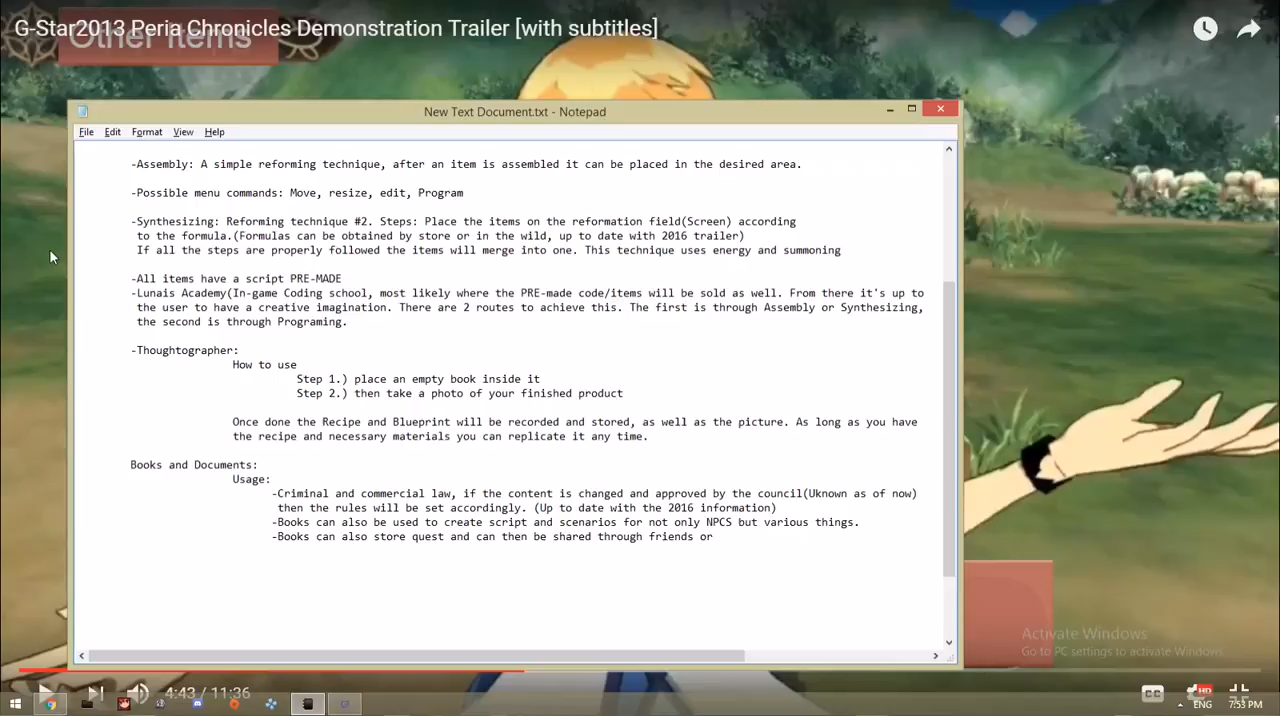 G-Star2013 Peria Chronicles Demonstration Trailer [with subtitles]
Other Items
New Text Document.txt - Notepad
File Edit Format View Help
-Assembly: A simple reforming technique, after an item is assembled it can be placed in the desired area.
-Possible menu commands: Move, resize, edit, Program
-Synthesizing: Reforming technique #2. Steps: Place the items on the reformation field(Screen) according
to the formula.(Formulas can be obtained by store or in the wild, up to date with 2016 trailer)
If all the steps are properly followed the items will merge into one. This technique uses energy and summoning
-All items have a script PRE-MADE
-Lunais Academy(In-game Coding school, most likely where the PRE-made code/items will be sold as well. From there it's up to
the user to have a creative imagination. There are 2 routes to achieve this. The first is through Assembly or Synthesizing,
the second is through Programing.
-Thoughtographer:
How to use
Step 1.) place an empty book inside it
Step 2.) then take a photo of your finished product
Once done the Recipe and Blueprint will be recorded and stored, as well as the picture. As long as you have
the recipe and necessary materials you can replicate it any time.
Books and Documents:
Usage:
-Criminal and commercial law, if the content is changed and approved by the council(Uknown as of now)
then the rules will be set accordingly. (Up to date with the 2016 information)
-Books can also be used to create script and scenarios for not only NPCS but various things.
-Books can also store quest and can then be shared through friends or
Activate Windows
Go to PC settings to activate Windows.
4:43 / 11:36
CC
HD
ENG
7:53 PM